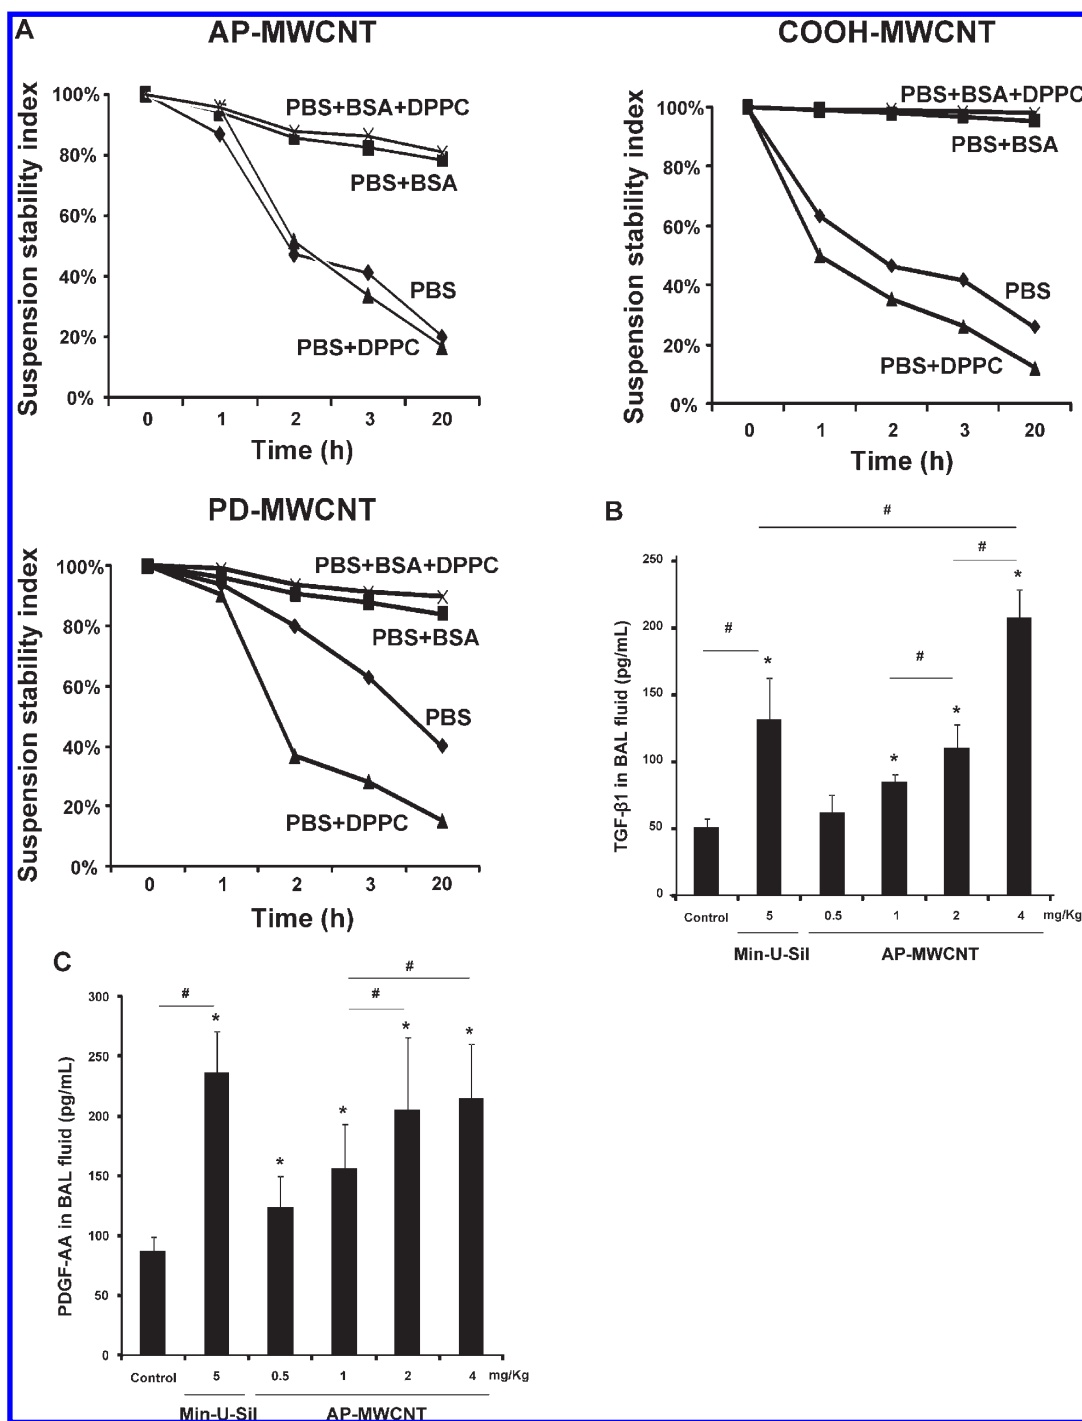 A
AP-MWCNT
Suspension stability index
100%
80%
60%
40%
20%
0%
PBS+BSA+DPPC
PBS+BSA
PBS
PBS+DPPC
0 1 2 3 20
Time (h)
COOH-MWCNT
Suspension stability index
100%
80%
60%
40%
20%
0%
PBS+BSA+DPPC
PBS+BSA
PBS
PBS+DPPC
0 1 2 3 20
Time (h)
PD-MWCNT
Suspension stability index
100%
80%
60%
40%
20%
0%
PBS+BSA+DPPC
PBS+BSA
PBS
PBS+DPPC
0 1 2 3 20
Time (h)
B
TGF-β1 in BAL fluid (pg/mL)
250
200
150
100
50
0
#
#
*
#
*
#
*
*
*
Control 5 0.5 1 2 4 mg/Kg
Min-U-Sil AP-MWCNT
C
PDGF-AA in BAL fluid (pg/mL)
300
250
200
150
100
50
0
#
#
#
*
*
*
*
*
Control 5 0.5 1 2 4 mg/Kg
Min-U-Sil AP-MWCNT